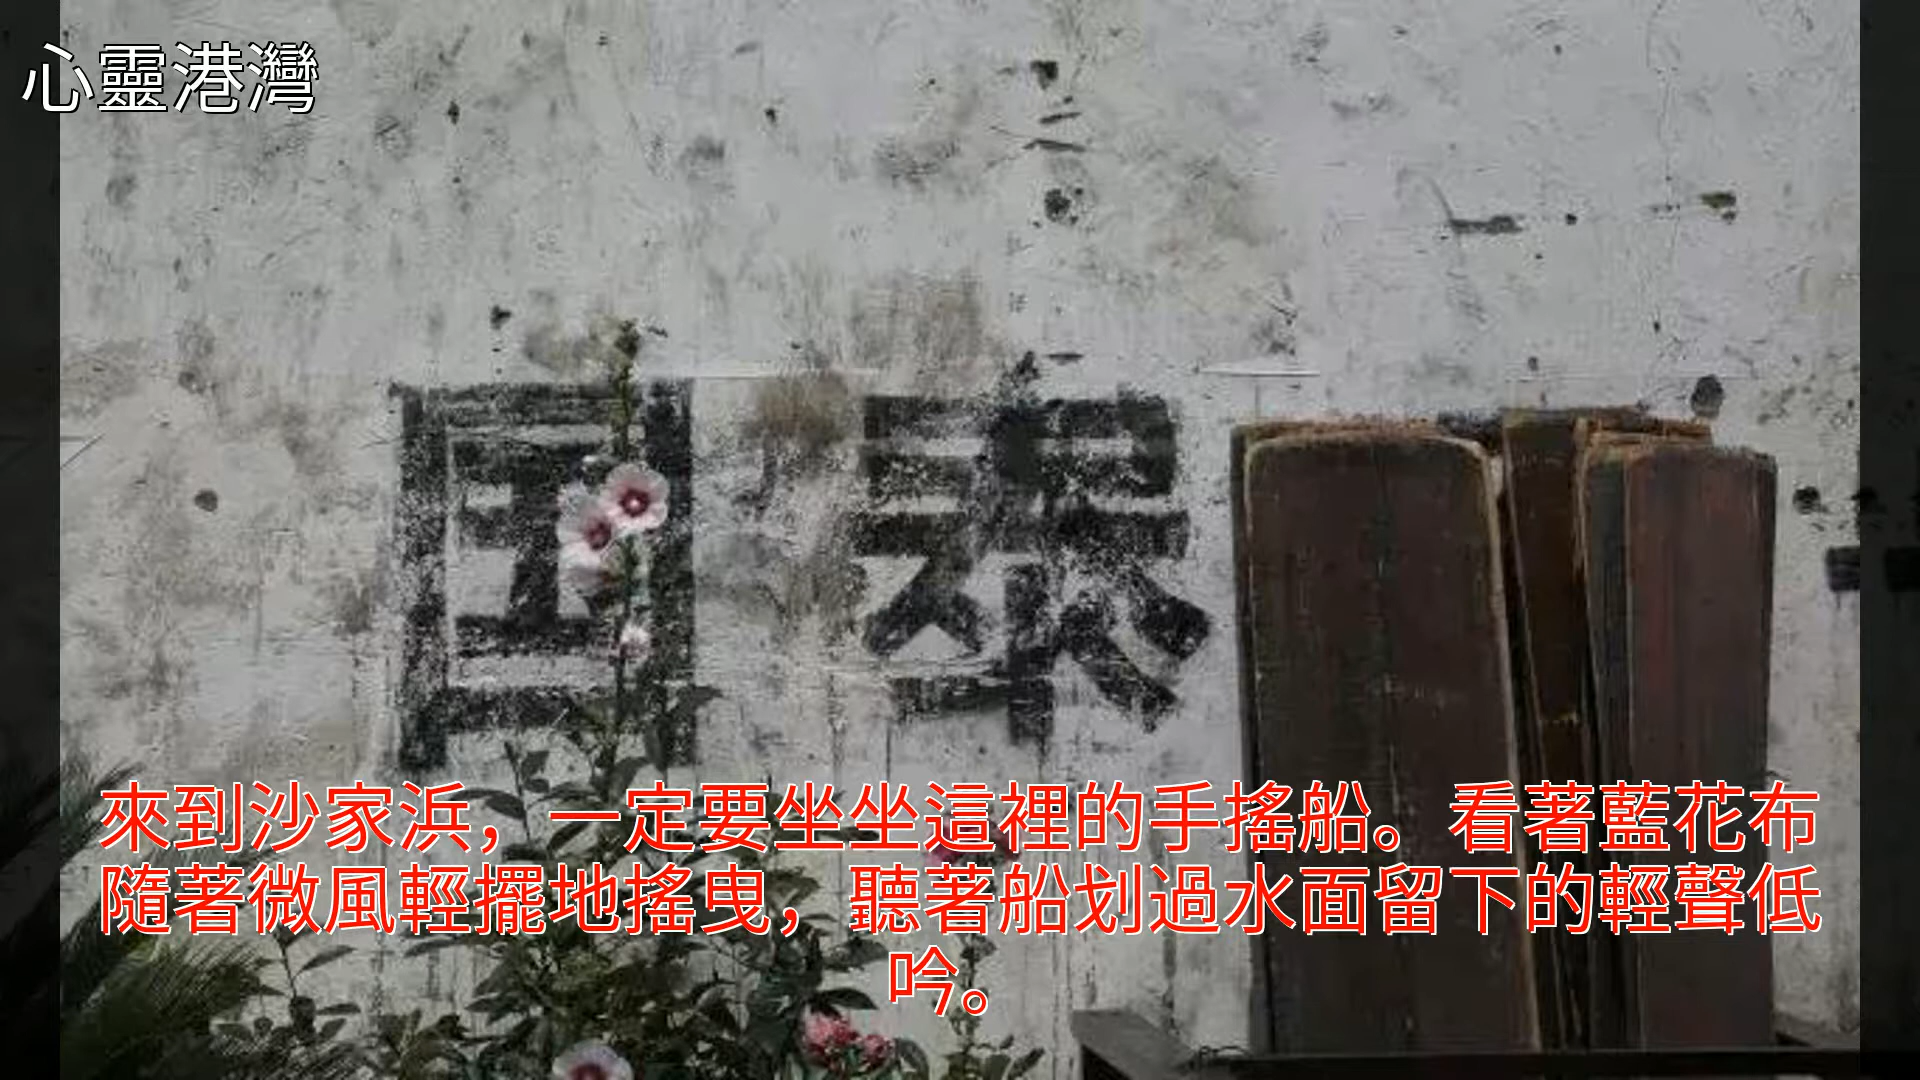 心靈港灣
国泰
來到沙家浜，一定要坐坐這裡的手搖船。看著藍花布
隨著微風輕擺地搖曳，聽著船划過水面留下的輕聲低
吟。